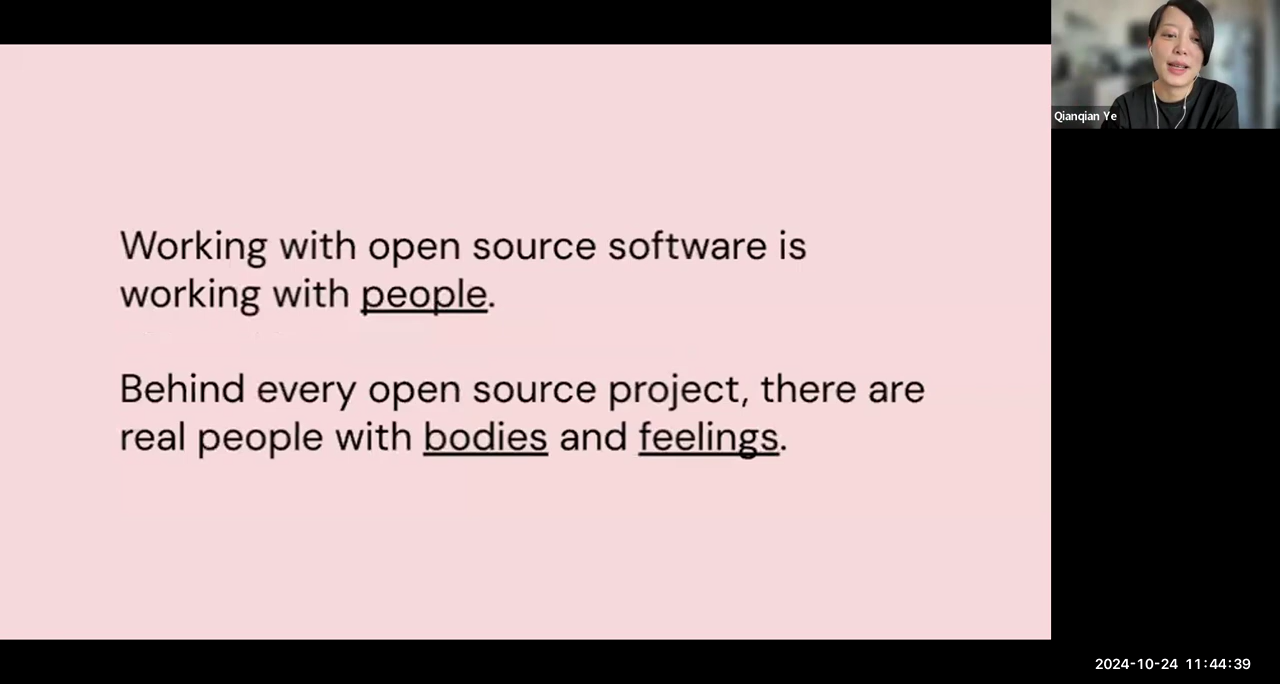 Working with open source software is
working with people.
Behind every open source project, there are
real people with bodies and feelings.
Qianqian Ye
2024-10-24 11:44:39